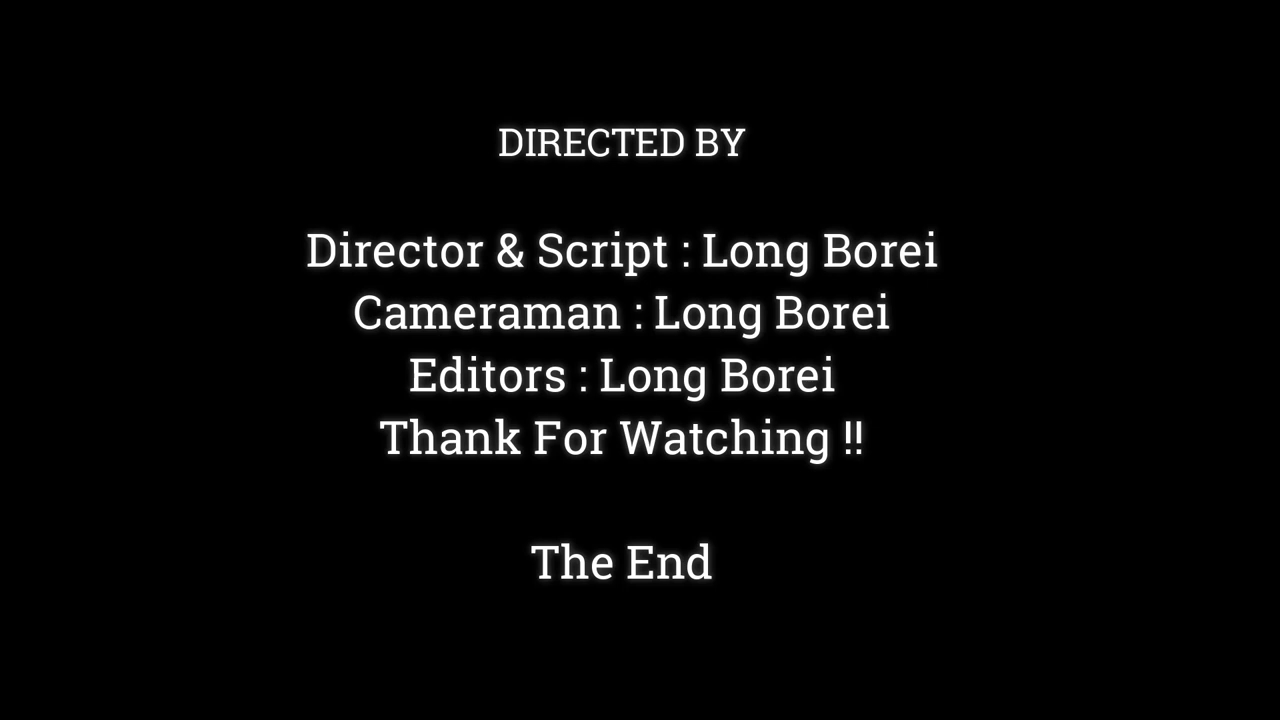 DIRECTED BY
Director & Script : Long Borei
Cameraman : Long Borei
Editors : Long Borei
Thank For Watching !!
The End